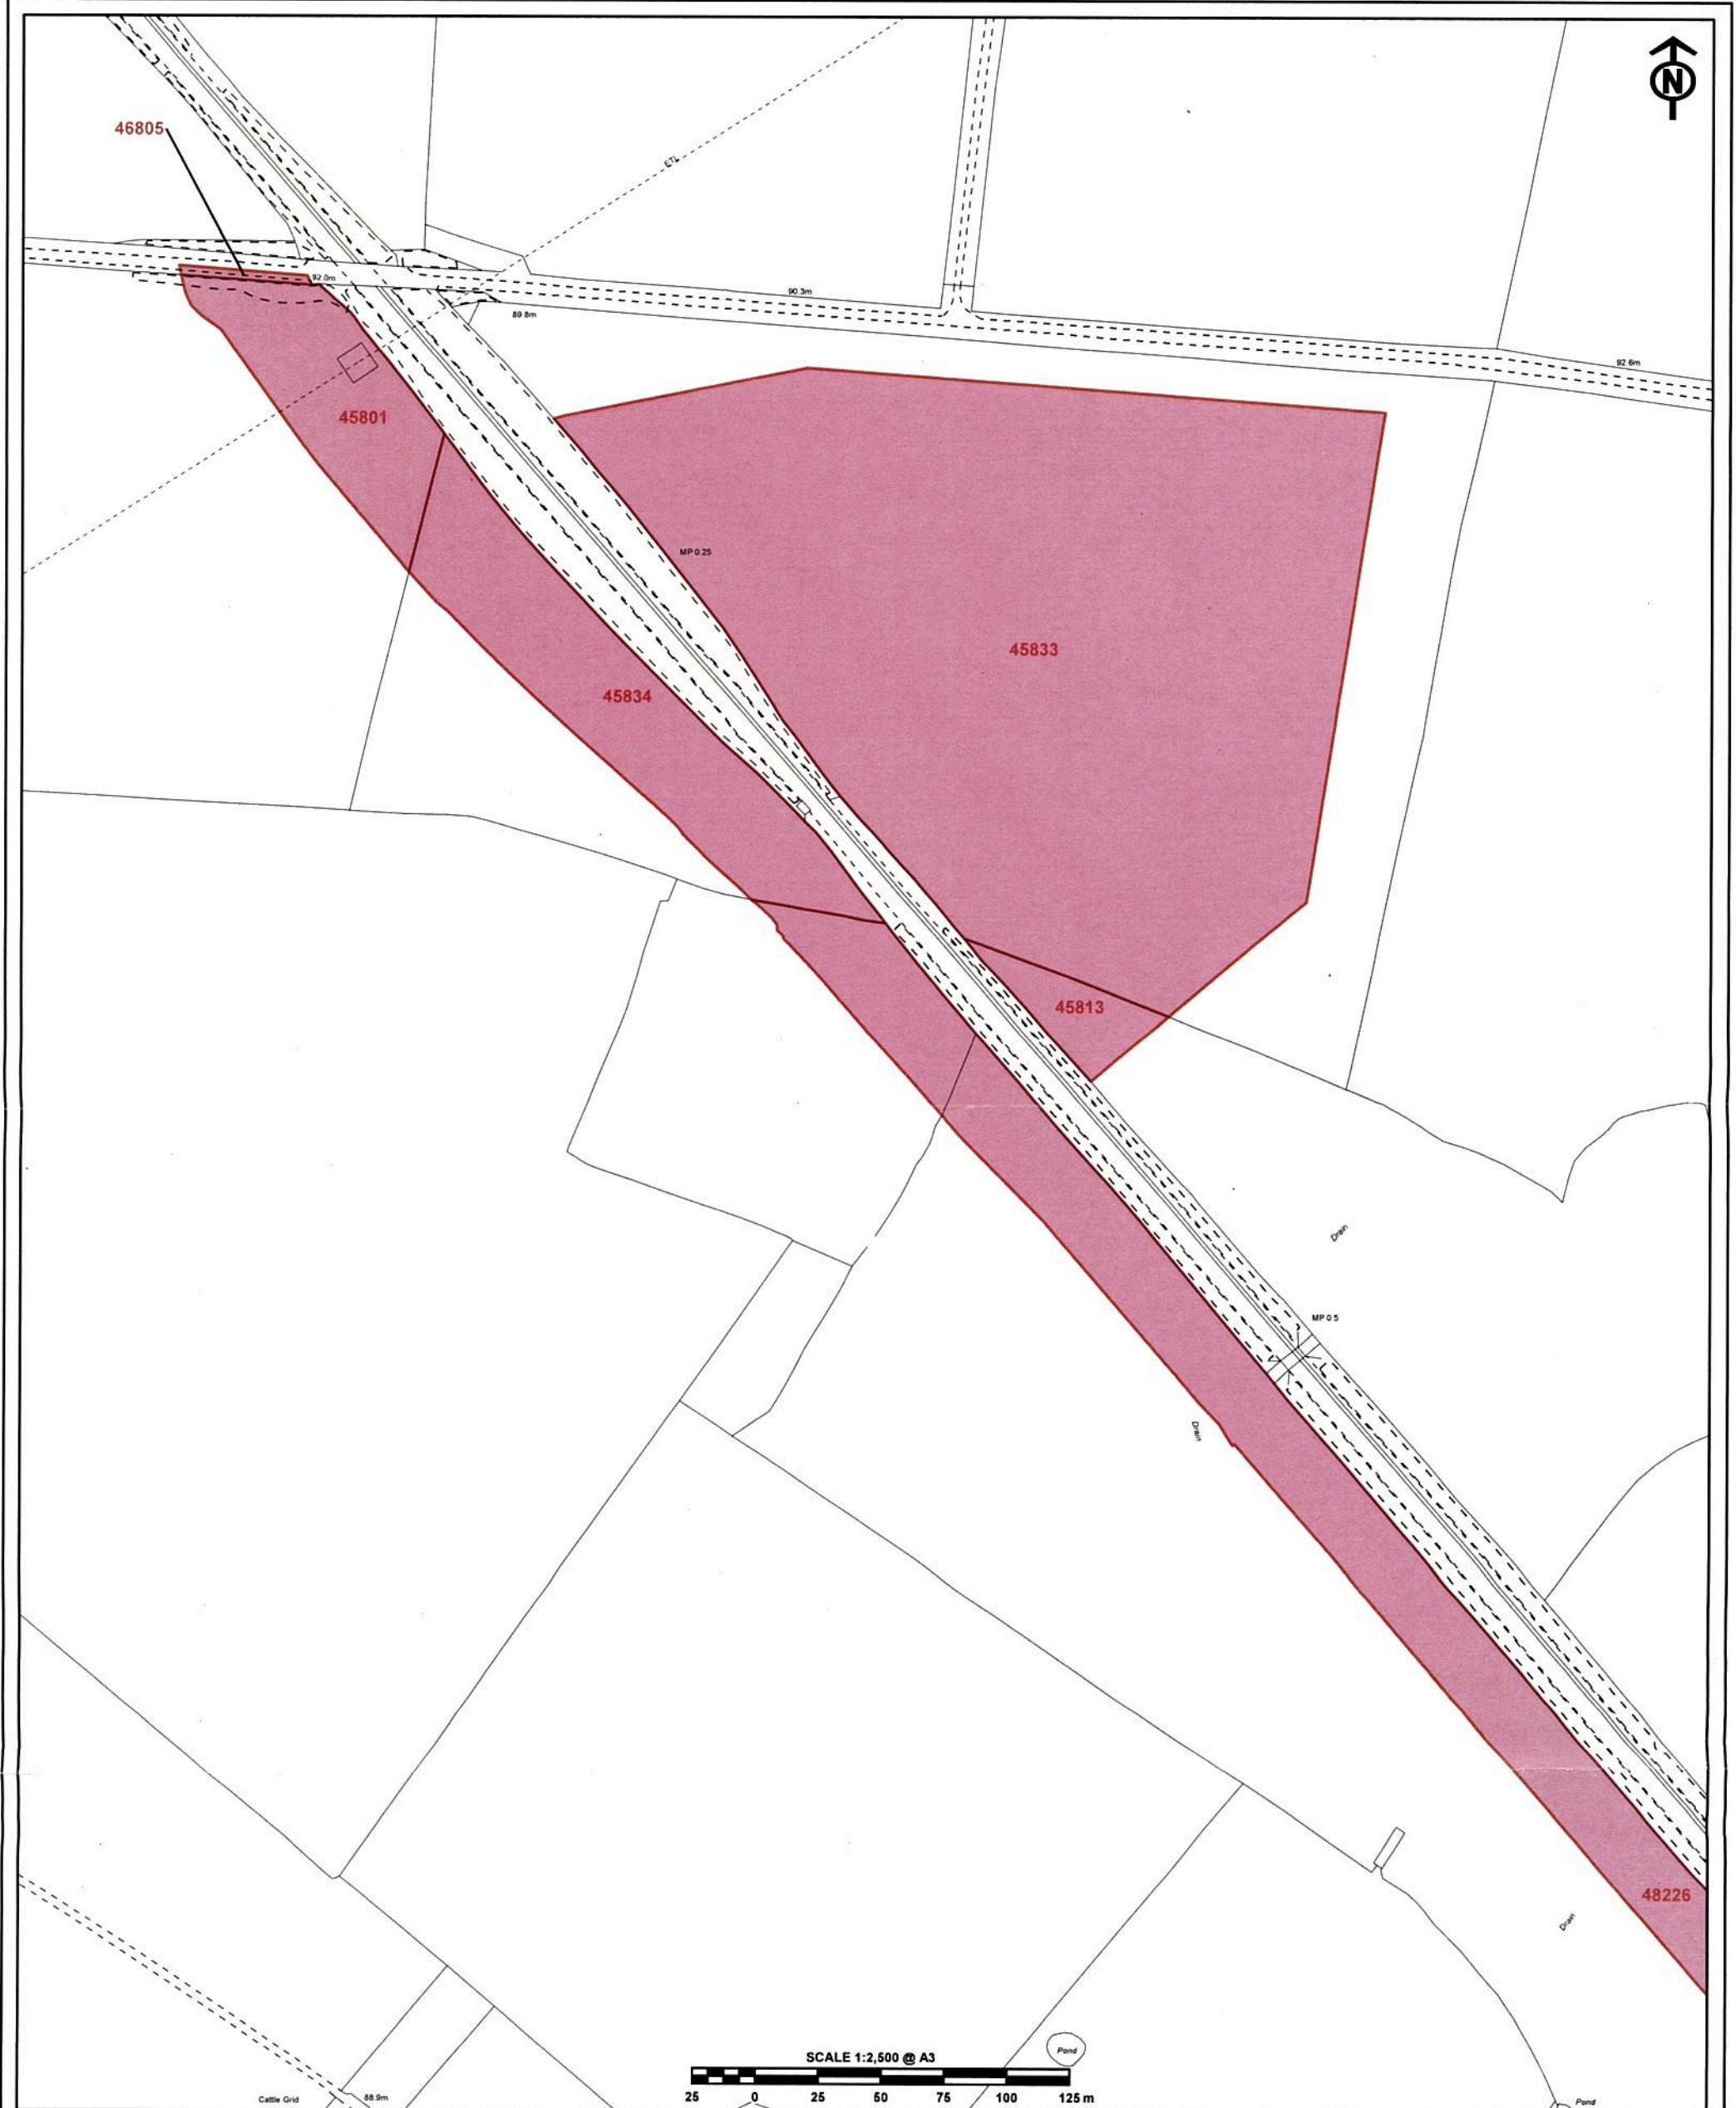 N
46805
ETL
92.0m
90.3m
89.8m
92.6m
45801
MP 0.25
45833
45834
45813
Drain
MP 0.5
Drain
48226
Drain
SCALE 1:2,500 @ A3
Pond
25 0 25 50 75 100 125 m
Cattle Grid
88.9m
Pond